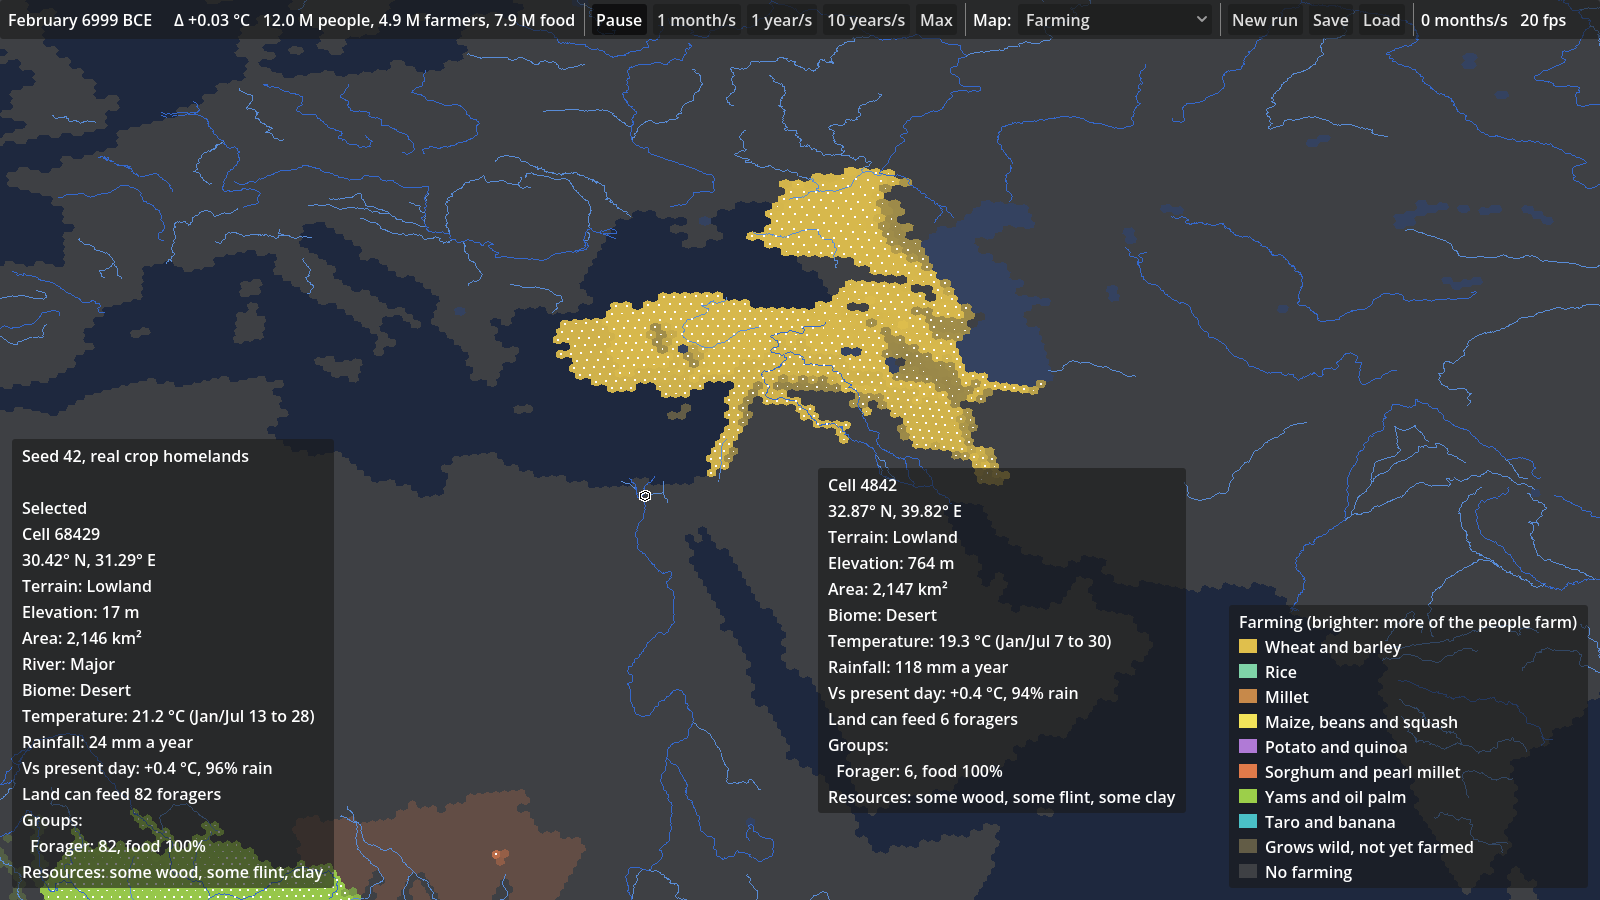 February 6999 BCE Δ +0.03 °C 12.0 M people, 4.9 M farmers, 7.9 M food Pause 1 month/s 1 year/s 10 years/s Max Map: Farming New run Save Load 0 months/s 20 fps
Seed 42, real crop homelands
Selected
Cell 68429
30.42° N, 31.29° E
Terrain: Lowland
Elevation: 17 m
Area: 2,146 km²
River: Major
Biome: Desert
Temperature: 21.2 °C (Jan/Jul 13 to 28)
Rainfall: 24 mm a year
Vs present day: +0.4 °C, 96% rain
Land can feed 82 foragers
Groups:
Forager: 82, food 100%
Resources: some wood, some flint, some clay
Cell 4842
32.87° N, 39.82° E
Terrain: Lowland
Elevation: 764 m
Area: 2,147 km²
Biome: Desert
Temperature: 19.3 °C (Jan/Jul 7 to 30)
Rainfall: 118 mm a year
Vs present day: +0.4 °C, 94% rain
Land can feed 6 foragers
Groups:
Forager: 6, food 100%
Resources: some wood, some flint, some clay
Farming (brighter: more of the people farm)
Wheat and barley
Rice
Millet
Maize, beans and squash
Potato and quinoa
Sorghum and pearl millet
Yams and oil palm
Taro and banana
Grows wild, not yet farmed
No farming